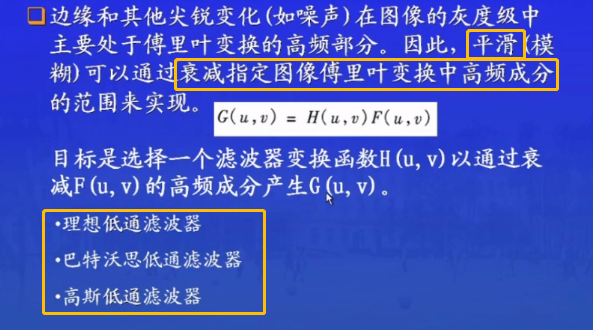 边缘和其他尖锐变化(如噪声)在图像的灰度级中
主要处于傅里叶变换的高频部分。因此,平滑(模
糊)可以通过衰减指定图像傅里叶变换中高频成分
的范围来实现。
G(u,v) = H(u,v)F(u,v)
目标是选择一个滤波器变换函数H(u,v)以通过衰
减F(u,v)的高频成分产生G(u,v)。
•理想低通滤波器
•巴特沃思低通滤波器
•高斯低通滤波器